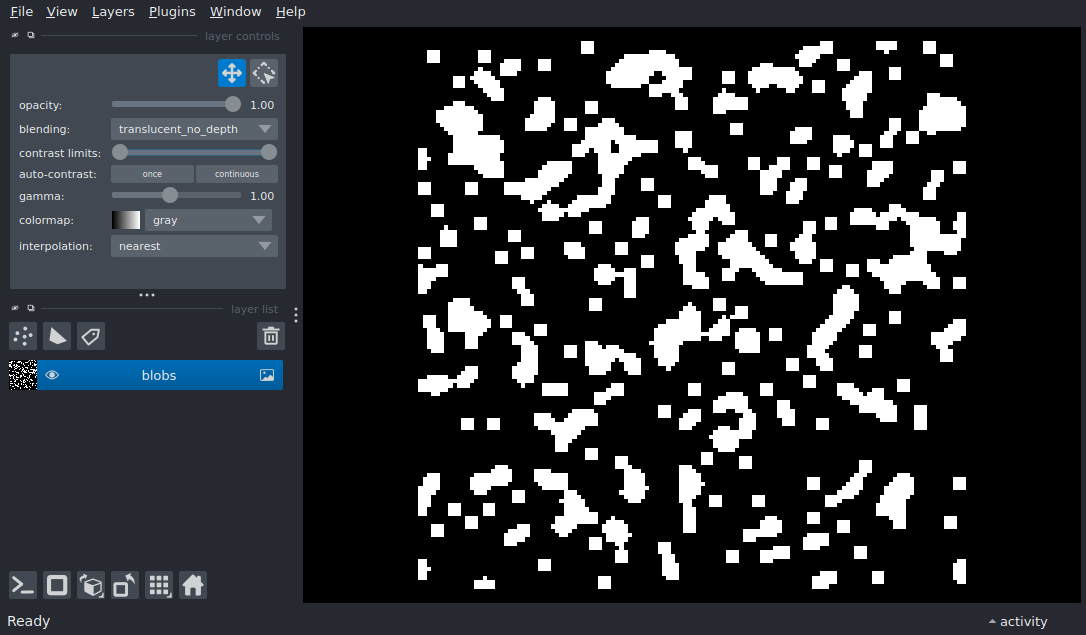 File View Layers Plugins Window Help
layer controls
opacity: 1.00
blending: translucent_no_depth
contrast limits:
auto-contrast: once continuous
gamma: 1.00
colormap: gray
interpolation: nearest
layer list
blobs
Ready activity